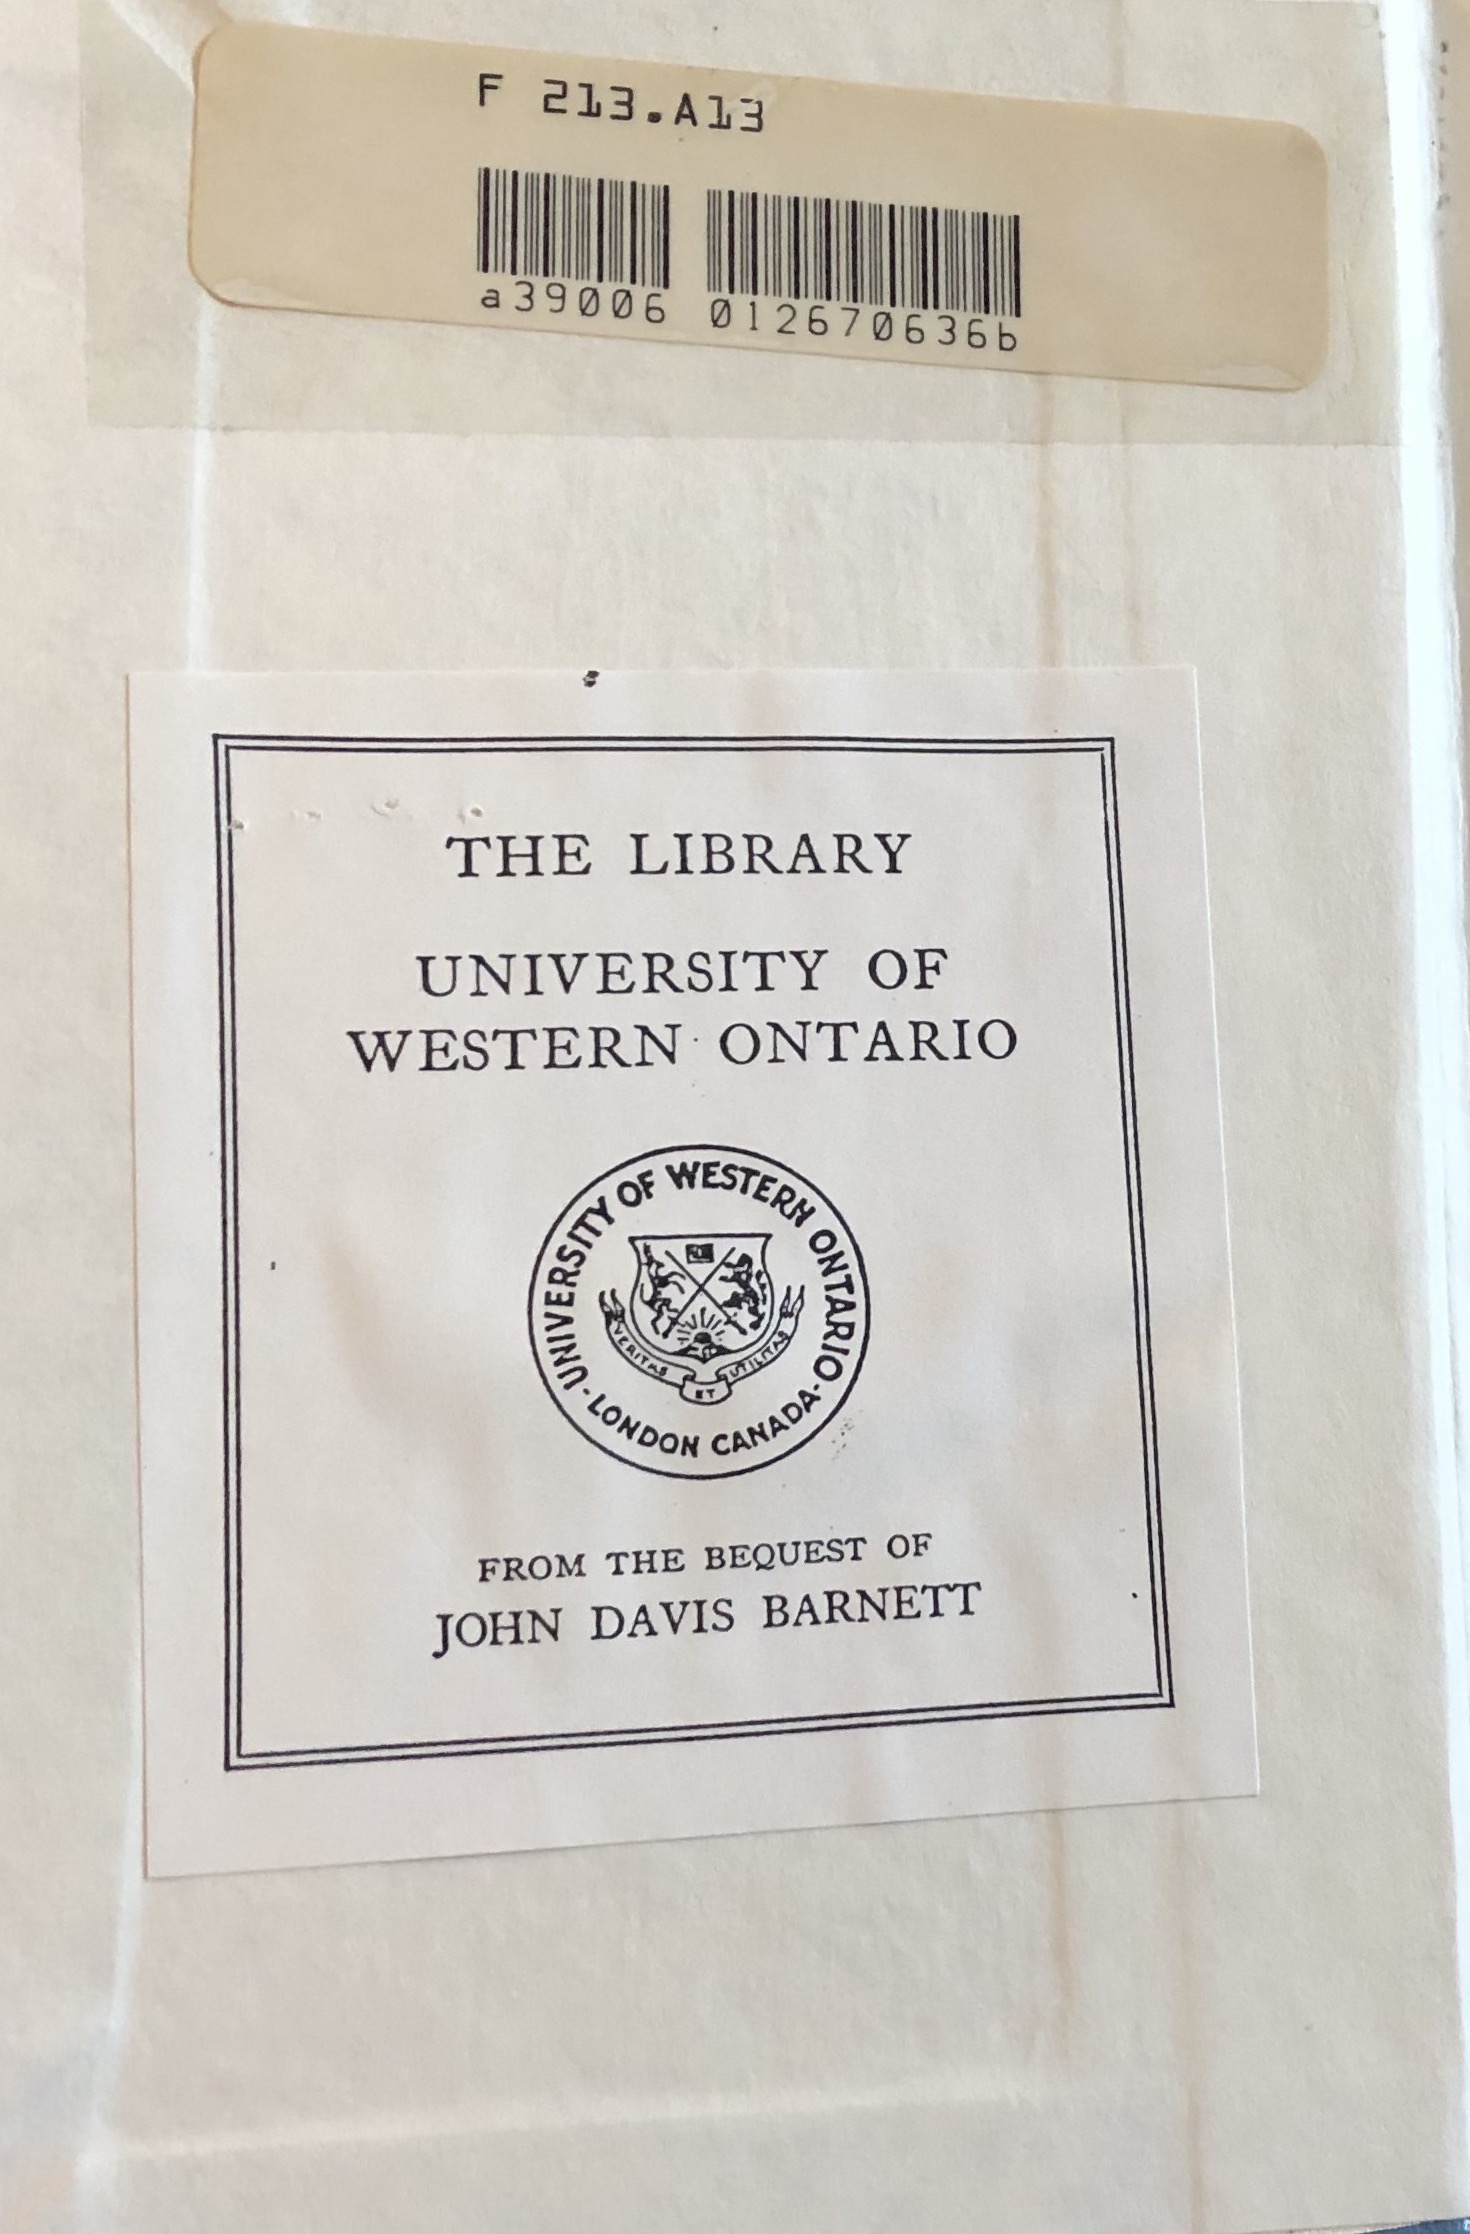 F 213.A13
a39006 012670636b
THE LIBRARY
UNIVERSITY OF
WESTERN ONTARIO
UNIVERSITY OF WESTERN ONTARIO
VERITAS ET UTILITAS
· LONDON CANADA ·
FROM THE BEQUEST OF
JOHN DAVIS BARNETT